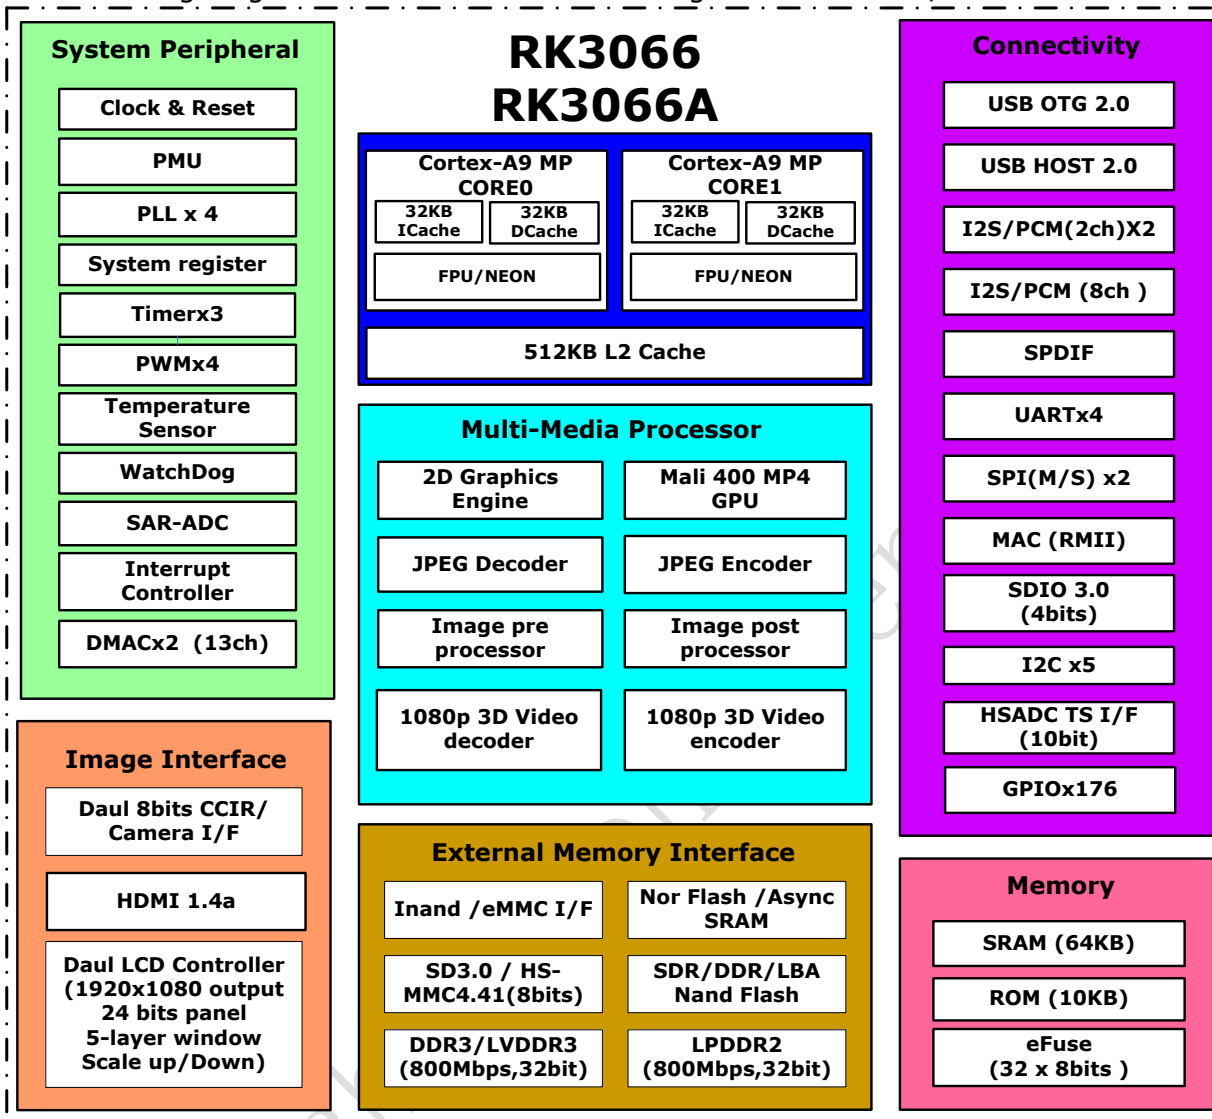 System Peripheral
Clock & Reset
PMU
PLL x 4
System register
Timerx3
PWMx4
Temperature
Sensor
WatchDog
SAR-ADC
Interrupt
Controller
DMACx2 (13ch)
Image Interface
Daul 8bits CCIR/
Camera I/F
HDMI 1.4a
Daul LCD Controller
(1920x1080 output
24 bits panel
5-layer window
Scale up/Down)
RK3066
RK3066A
Cortex-A9 MP
CORE0
32KB
ICache
32KB
DCache
FPU/NEON
Cortex-A9 MP
CORE1
32KB
ICache
32KB
DCache
FPU/NEON
512KB L2 Cache
Multi-Media Processor
2D Graphics
Engine
Mali 400 MP4
GPU
JPEG Decoder
JPEG Encoder
Image pre
processor
Image post
processor
1080p 3D Video
decoder
1080p 3D Video
encoder
External Memory Interface
Inand /eMMC I/F
Nor Flash /Async
SRAM
SD3.0 / HS-
MMC4.41(8bits)
SDR/DDR/LBA
Nand Flash
DDR3/LVDDR3
(800Mbps,32bit)
LPDDR2
(800Mbps,32bit)
Connectivity
USB OTG 2.0
USB HOST 2.0
I2S/PCM(2ch)X2
I2S/PCM (8ch )
SPDIF
UARTx4
SPI(M/S) x2
MAC (RMII)
SDIO 3.0
(4bits)
I2C x5
HSADC TS I/F
(10bit)
GPIOx176
Memory
SRAM (64KB)
ROM (10KB)
eFuse
(32 x 8bits )